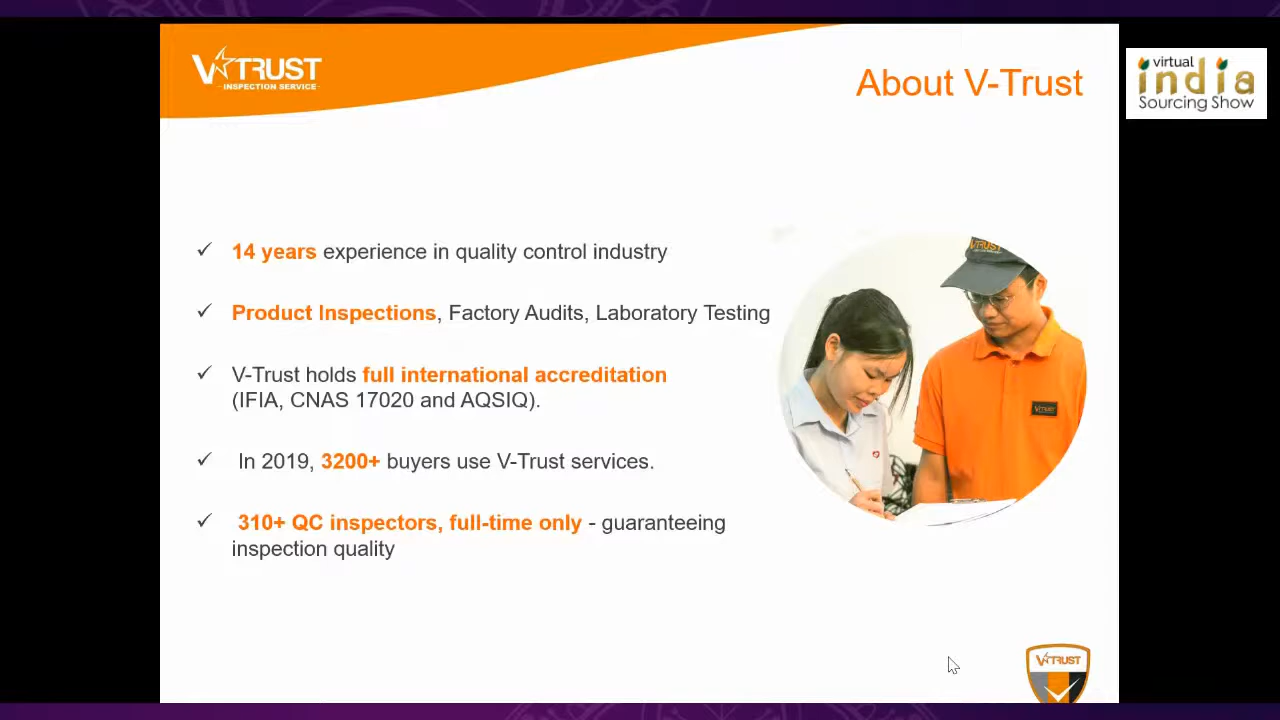 V TRUST
- INSPECTION SERVICE -
About V-Trust
virtual
india
Sourcing Show
14 years experience in quality control industry
Product Inspections, Factory Audits, Laboratory Testing
V-Trust holds full international accreditation
(IFIA, CNAS 17020 and AQSIQ).
In 2019, 3200+ buyers use V-Trust services.
310+ QC inspectors, full-time only - guaranteeing
inspection quality
V TRUST
V TRUST
V TRUST